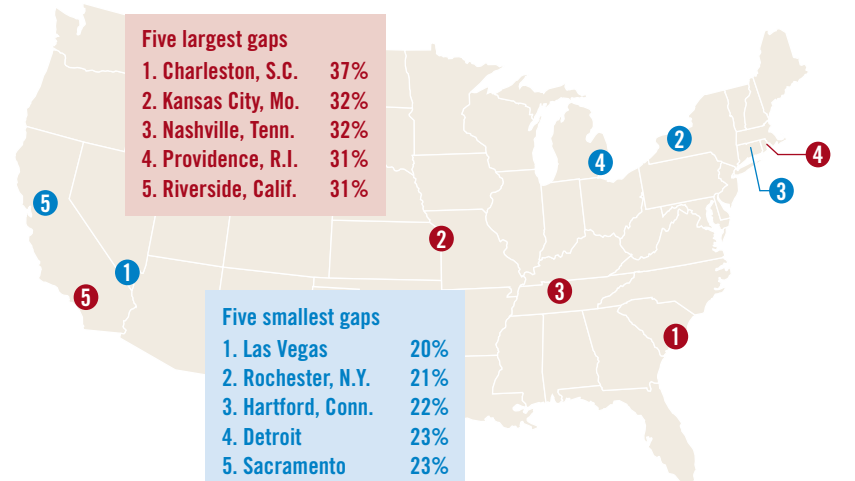 Five largest gaps
1. Charleston, S.C. 37%
2. Kansas City, Mo. 32%
3. Nashville, Tenn. 32%
4. Providence, R.I. 31%
5. Riverside, Calif. 31%
4
2
4
3
5
2
1
5
3
1
Five smallest gaps
1. Las Vegas 20%
2. Rochester, N.Y. 21%
3. Hartford, Conn. 22%
4. Detroit 23%
5. Sacramento 23%